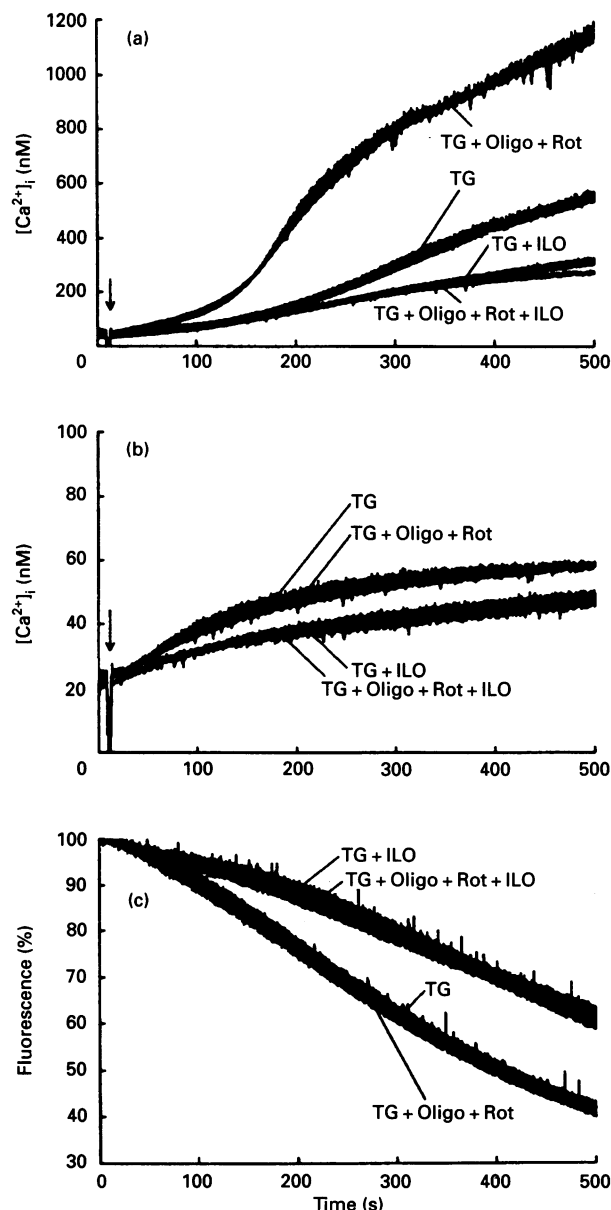 (a)
[Ca²⁺]ᵢ (nM)
1200
1000
800
600
400
200
0
100
200
300
400
500
TG + Oligo + Rot
TG
TG + ILO
TG + Oligo + Rot + ILO
(b)
[Ca²⁺]ᵢ (nM)
100
80
60
40
20
0
100
200
300
400
500
TG
TG + Oligo + Rot
TG + ILO
TG + Oligo + Rot + ILO
(c)
Fluorescence (%)
100
90
80
70
60
50
40
30
0
100
200
300
400
500
TG + ILO
TG + Oligo + Rot + ILO
TG
TG + Oligo + Rot
Time (s)